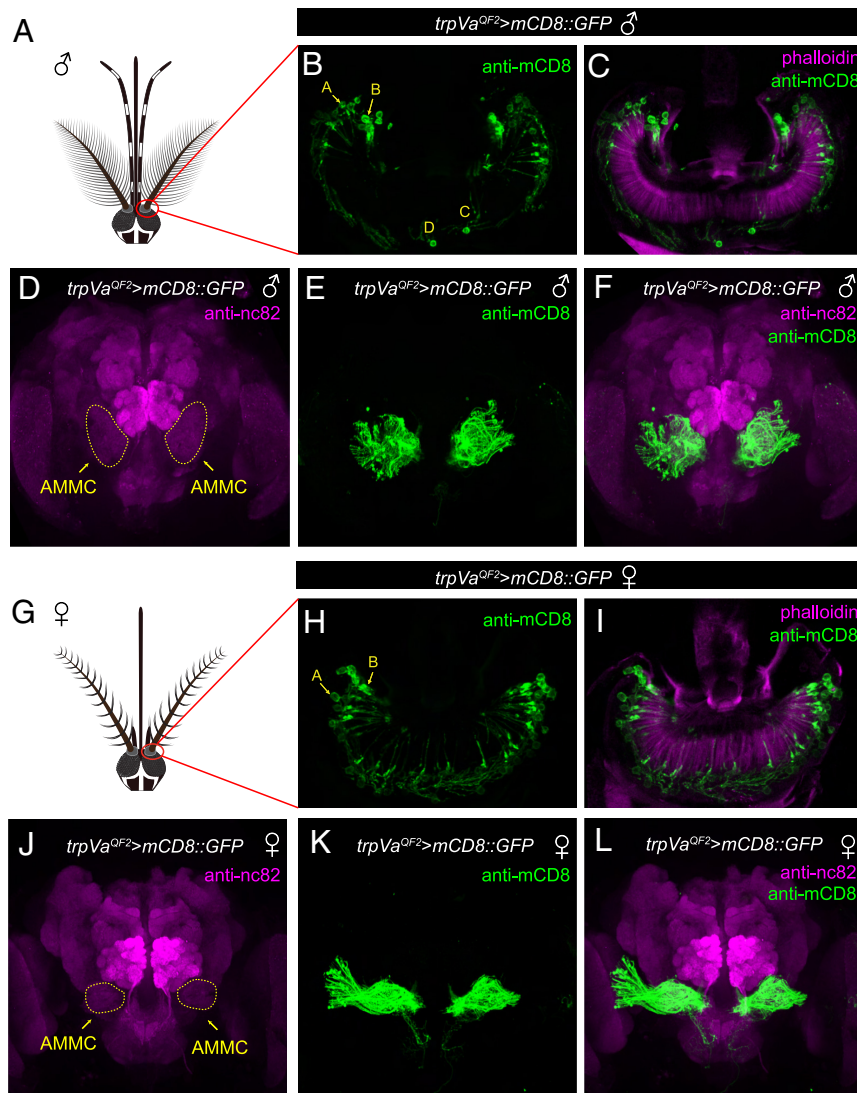 A
♂
trpVa^QF2>mCD8::GFP ♂
B
anti-mCD8
A
B
D
C
C
phalloidin
anti-mCD8
D
trpVa^QF2>mCD8::GFP ♂
anti-nc82
AMMC
AMMC
E
trpVa^QF2>mCD8::GFP ♂
anti-mCD8
F
trpVa^QF2>mCD8::GFP ♂
anti-nc82
anti-mCD8
G
♀
trpVa^QF2>mCD8::GFP ♀
H
anti-mCD8
A
B
I
phalloidin
anti-mCD8
J
trpVa^QF2>mCD8::GFP ♀
anti-nc82
AMMC
AMMC
K
trpVa^QF2>mCD8::GFP ♀
anti-mCD8
L
trpVa^QF2>mCD8::GFP ♀
anti-nc82
anti-mCD8